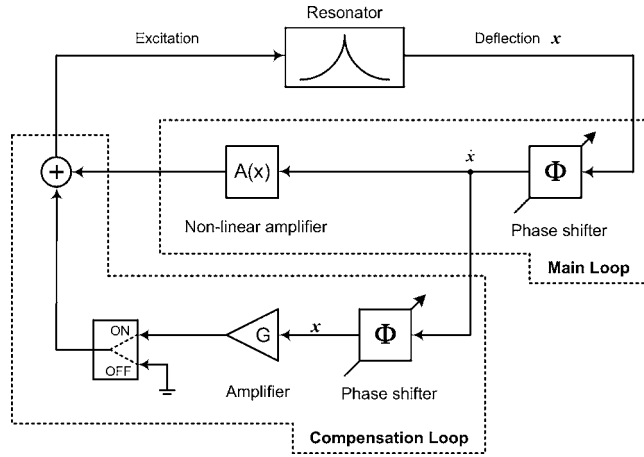 Resonator
Excitation
Deflection x
ẋ
A(x)
Φ
+
Non-linear amplifier
Phase shifter
Main Loop
ON
OFF
G
x
Φ
Amplifier
Phase shifter
Compensation Loop